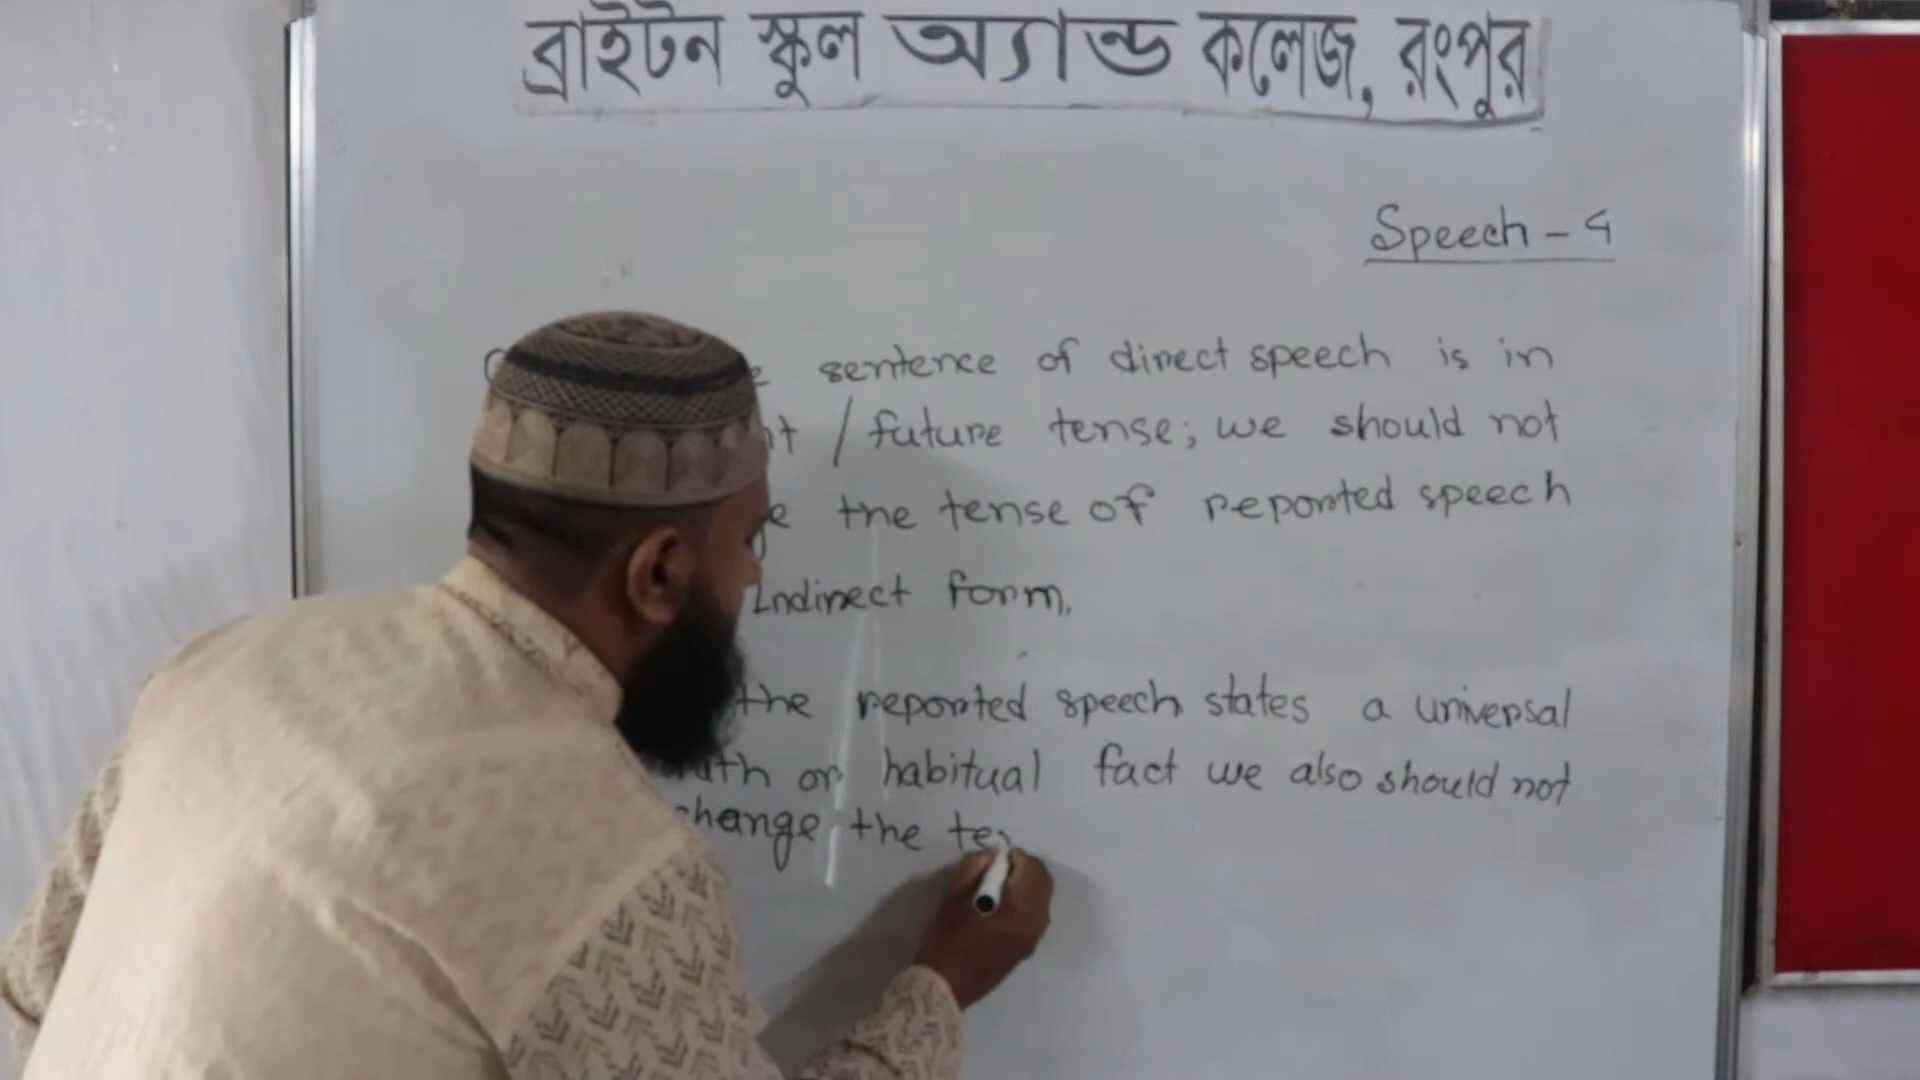 ব্রাইটন স্কুল অ্যান্ড কলেজ, রংপুর
Speech - 4
sentence of direct speech is in
/ future tense; we should not
the tense of reported speech
Indirect form.
the reported speech states a universal
or habitual fact we also should not
change the te